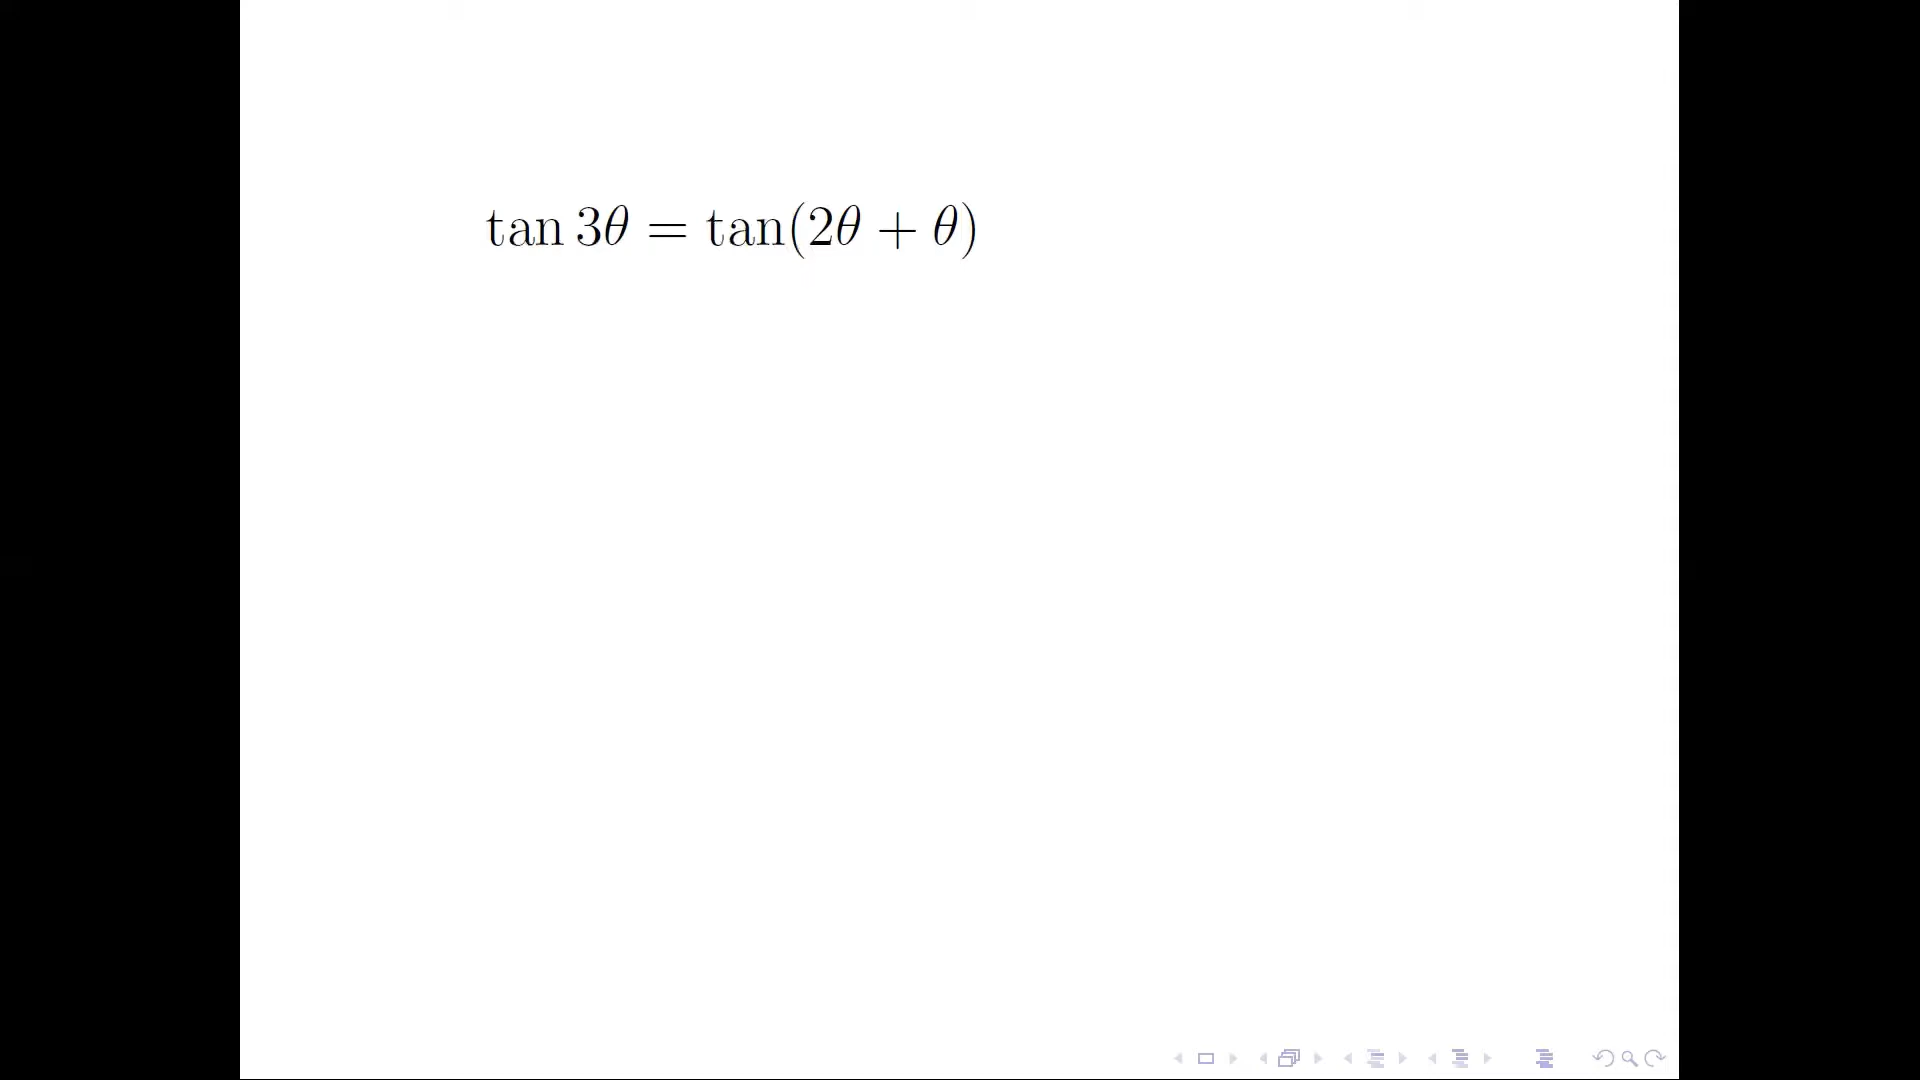 tan 3θ = tan(2θ + θ)